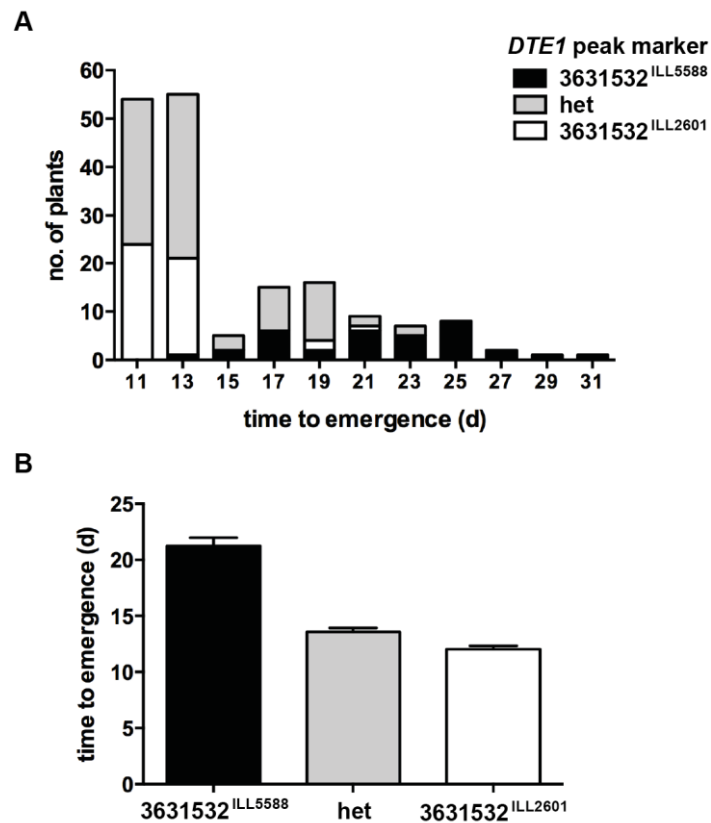 A
DTE1 peak marker
3631532ILL5588
het
3631532ILL2601
no. of plants
60
50
40
30
20
10
0
11 13 15 17 19 21 23 25 27 29 31
time to emergence (d)
B
time to emergence (d)
25
20
15
10
5
0
3631532ILL5588 het 3631532ILL2601